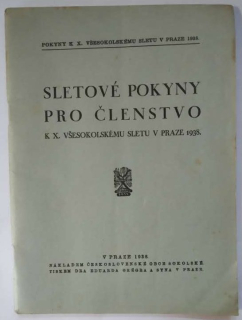 POKYNY K X. VŠESOKOLSKÉMU SLETU V PRAZE 1938.
SLETOVÉ POKYNY
PRO ČLENSTVO
K X. VŠESOKOLSKÉMU SLETU V PRAZE 1938.
V PRAZE 1938
NÁKLADEM ČESKOSLOVENSKÉ OBCE SOKOLSKÉ
TISKEM DRA EDUARDA GRÉGRA A SYNA V PRAZE.